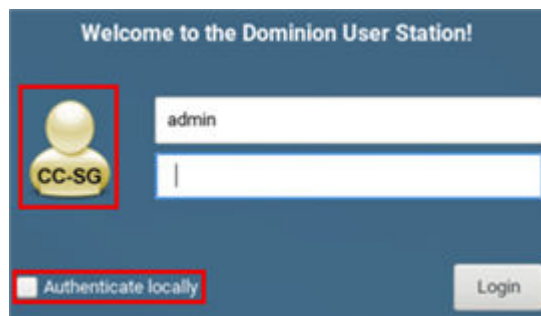 Welcome to the Dominion User Station!
admin
CC-SG
Authenticate locally
Login